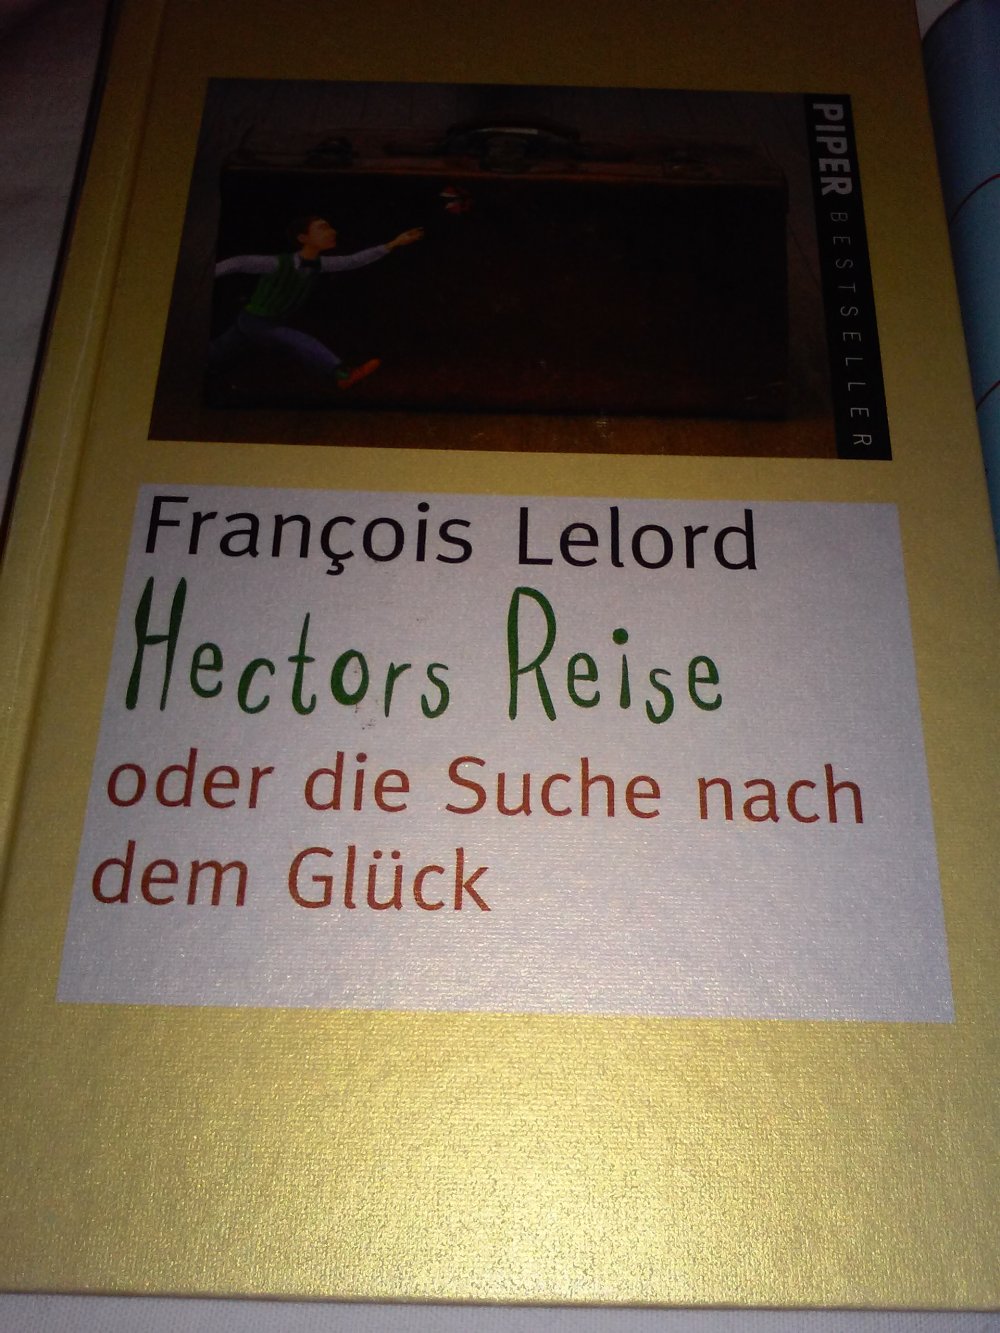 PIPER BESTSELLER
François Lelord
Hectors Reise
oder die Suche nach
dem Glück